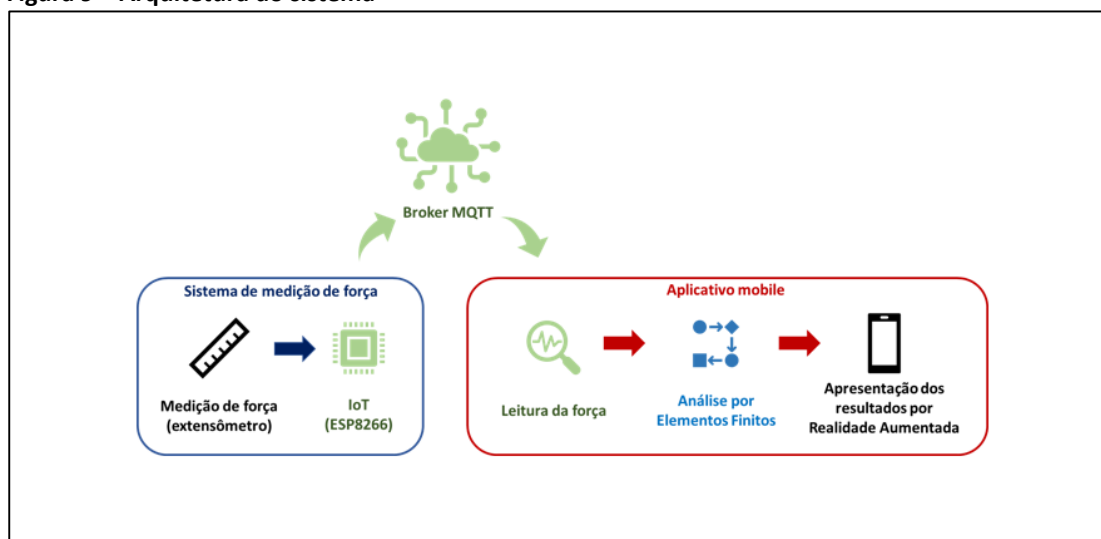 Broker MQTT
Sistema de medição de força
Medição de força
(extensômetro)
IoT
(ESP8266)
Aplicativo mobile
Leitura da força
Análise por
Elementos Finitos
Apresentação dos
resultados por
Realidade Aumentada